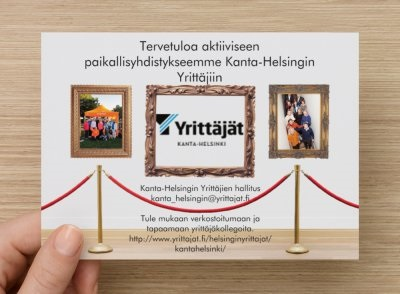 Tervetuloa aktiiviseen
paikallisyhdistykseemme Kanta-Helsingin
Yrittäjiin
Yrittäjät
KANTA-HELSINKI
Kanta-Helsingin Yrittäjien hallitus
kanta_helsingin@yrittajat.fi
Tule mukaan verkostoitumaan ja
tapaamaan yrittäjäkollegoita.
http://www.yrittajat.fi/helsinginyrittajat/
kantahelsinki/